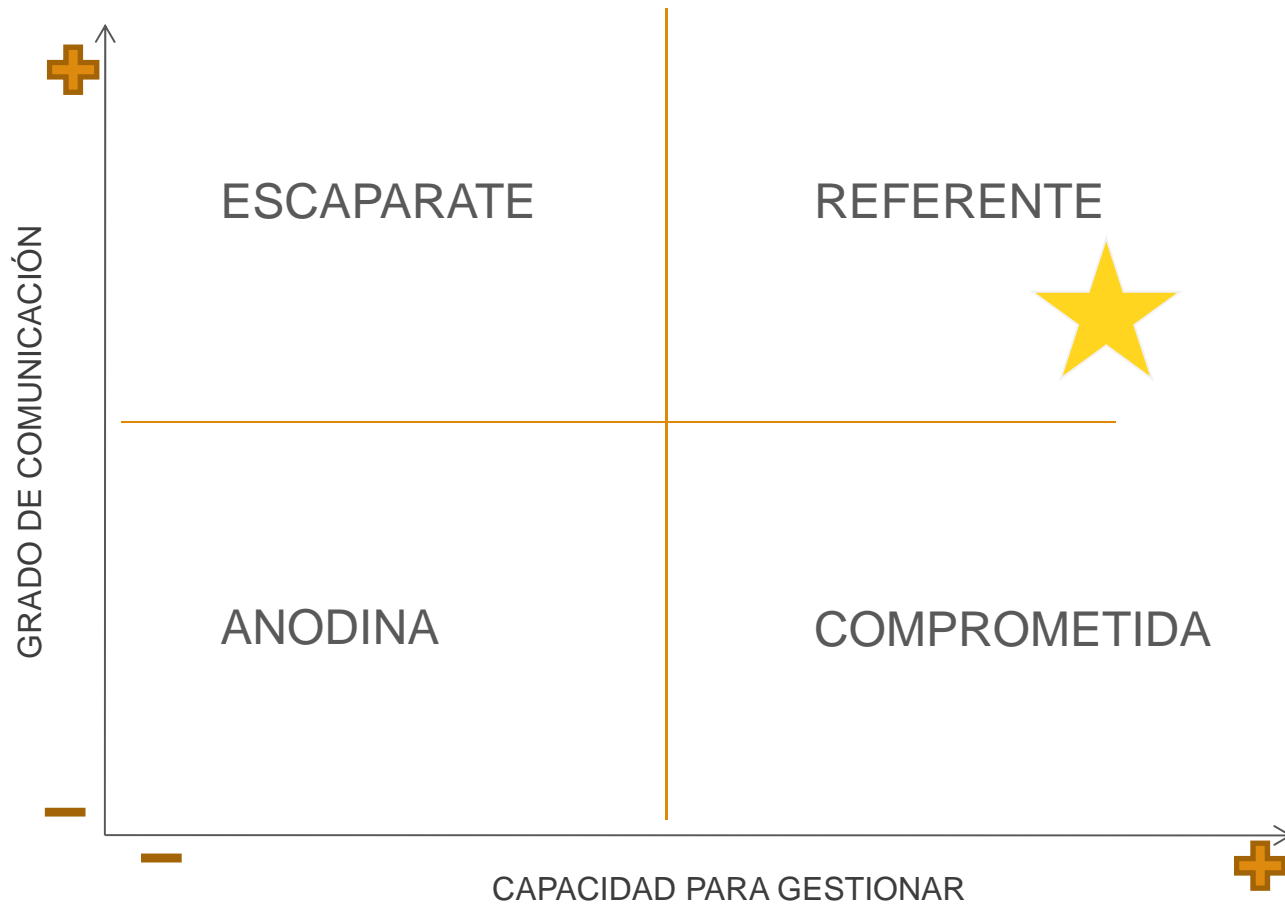 ESCAPARATE
REFERENTE
GRADO DE COMUNICACIÓN
ANODINA
COMPROMETIDA
CAPACIDAD PARA GESTIONAR